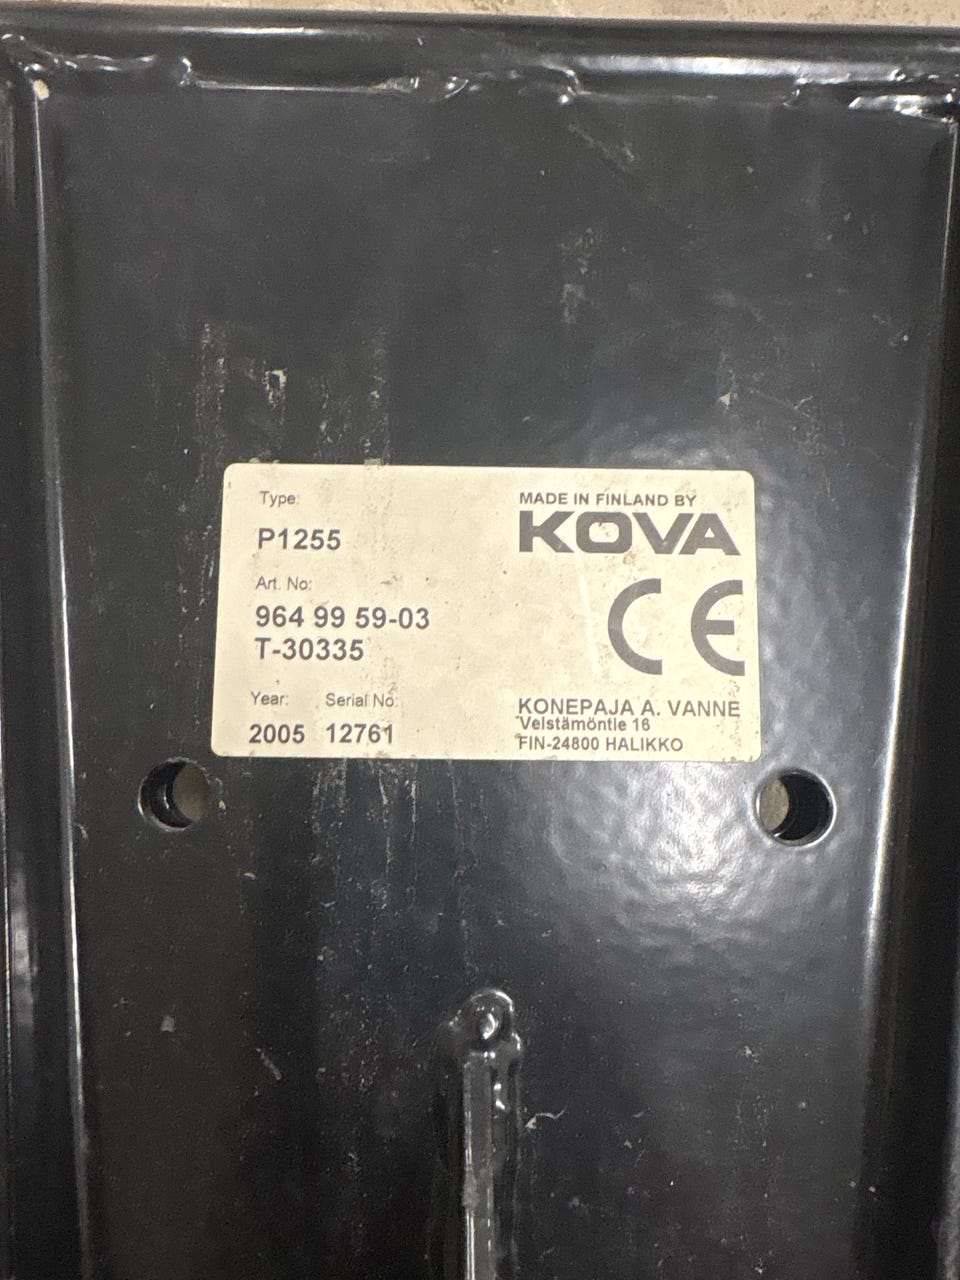 Type:
P1255
Art. No:
964 99 59-03
T-30335
Year: Serial No:
2005 12761
MADE IN FINLAND BY
KOVA
CE
KONEPAJA A. VANNE
Velstämöntie 16
FIN-24800 HALIKKO